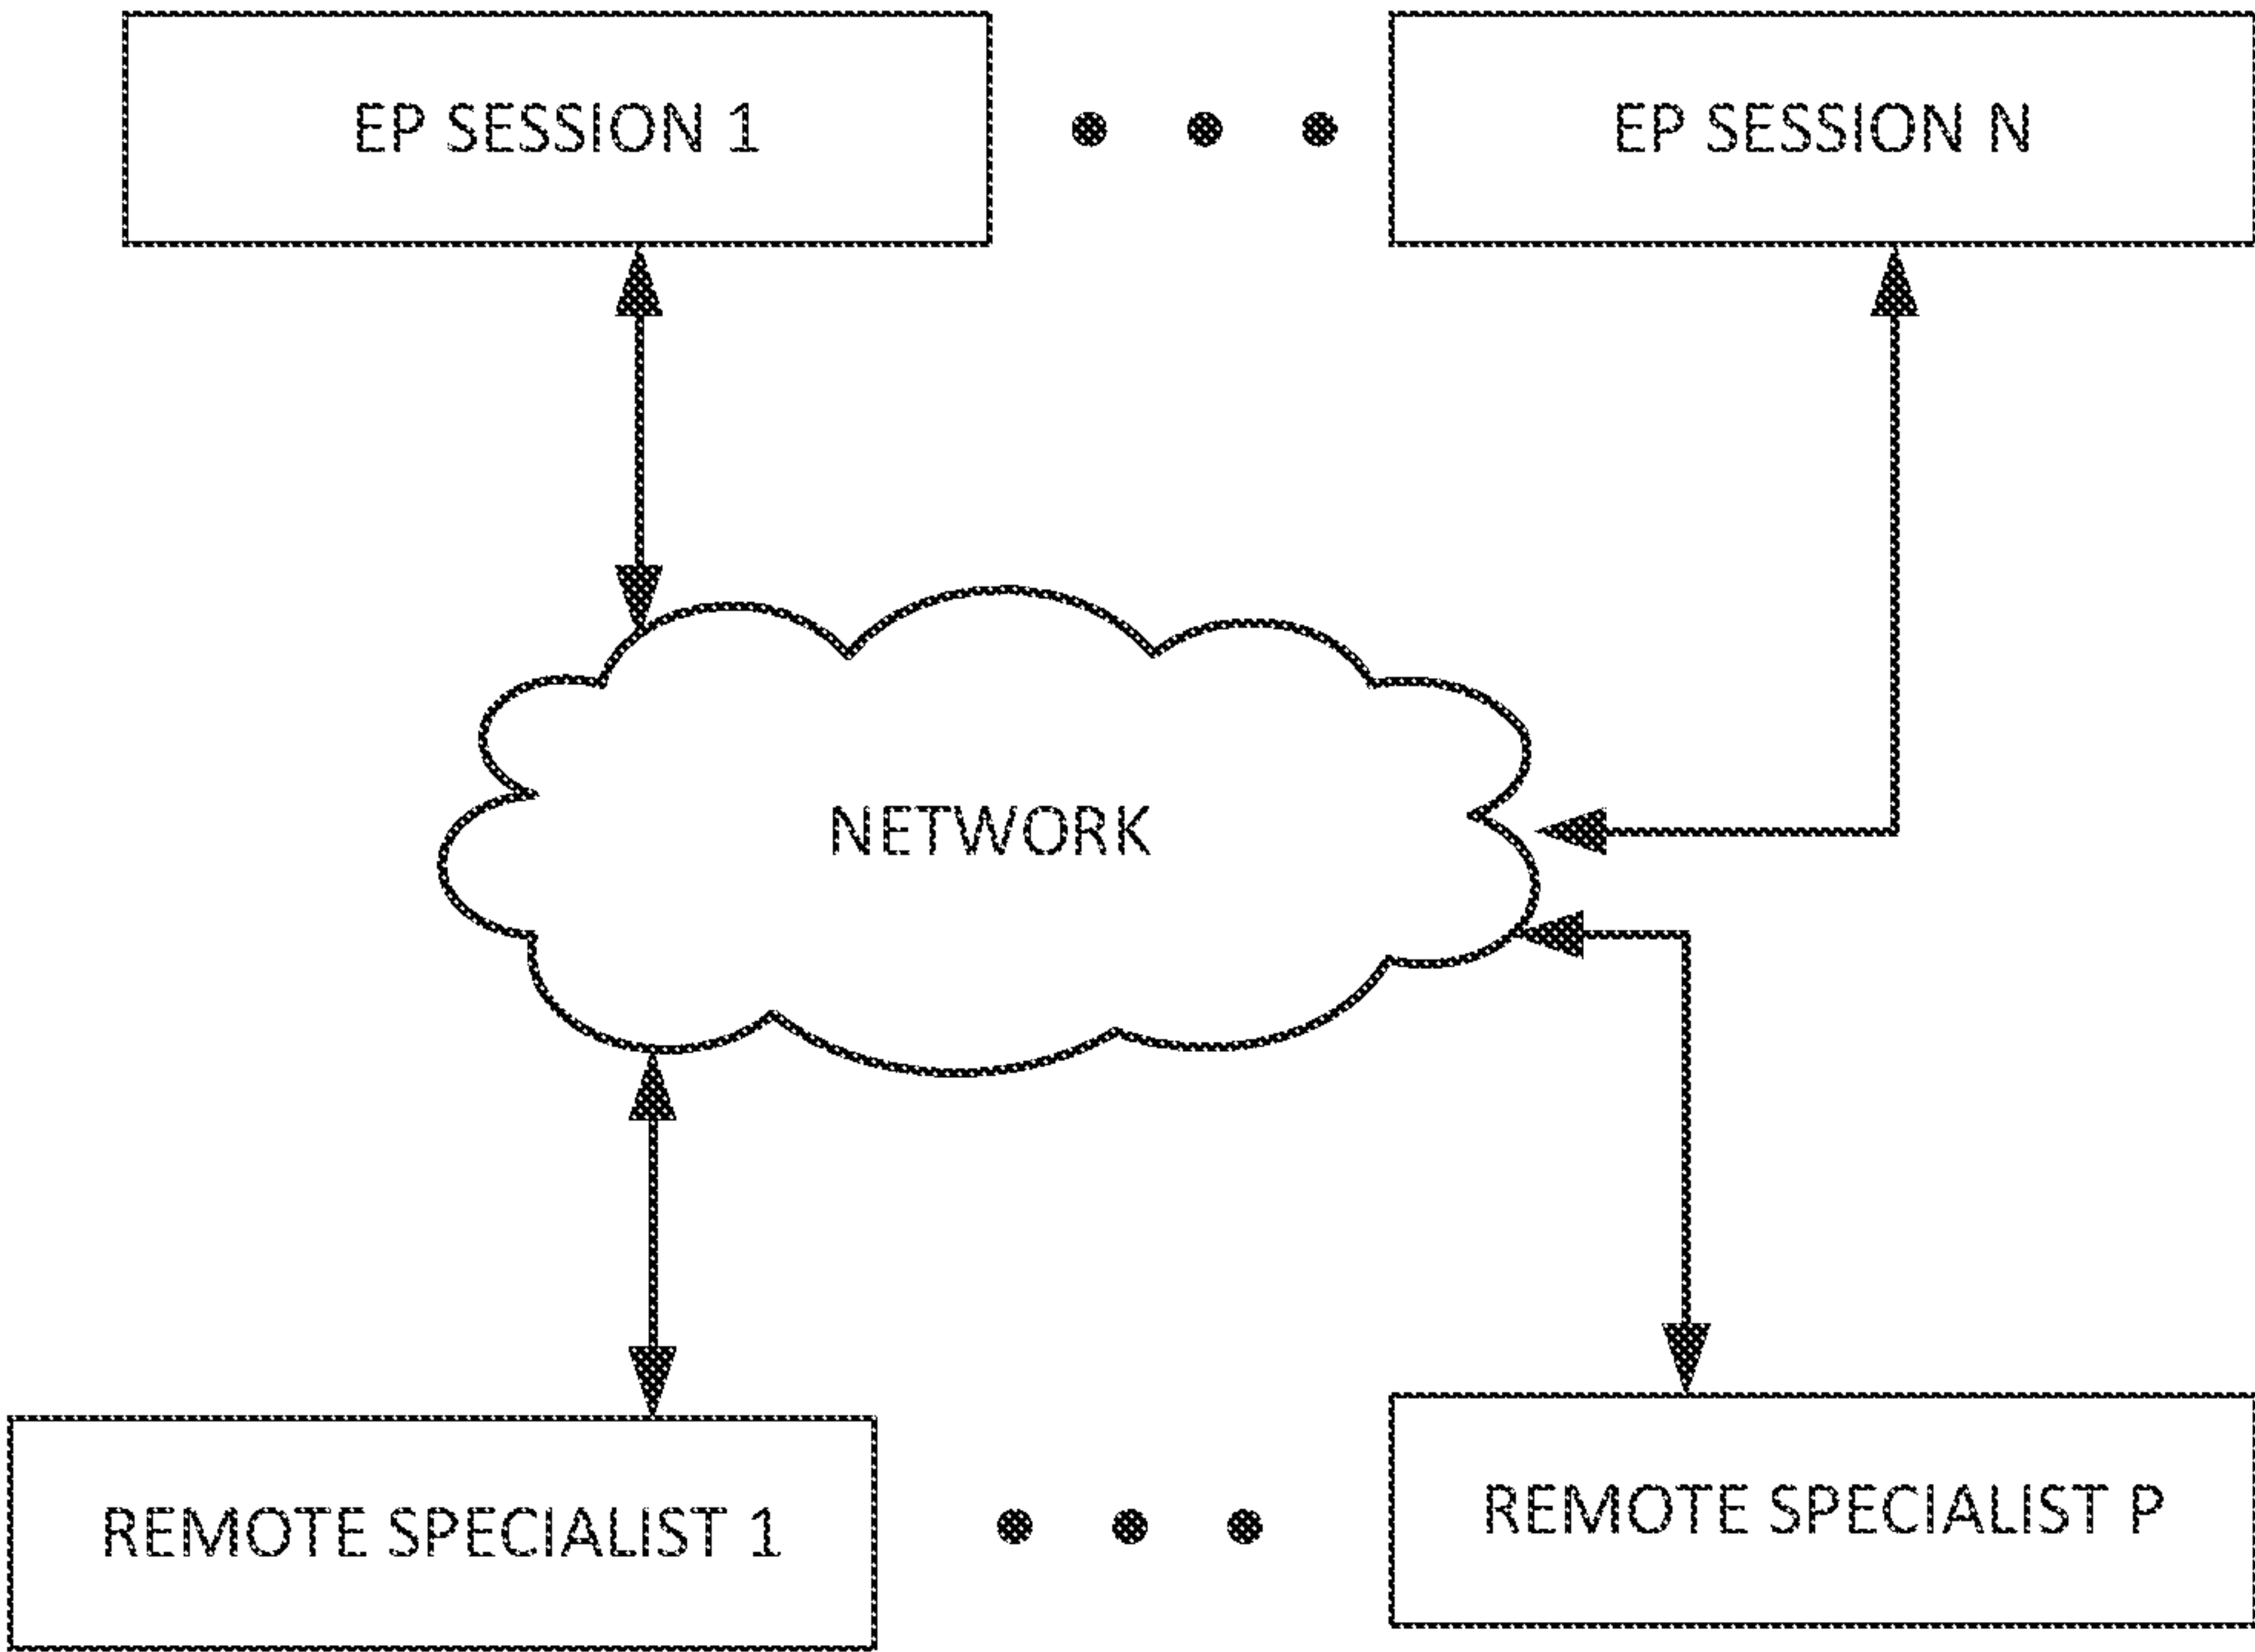 EP SESSION 1
EP SESSION N
NETWORK
REMOTE SPECIALIST 1
REMOTE SPECIALIST P